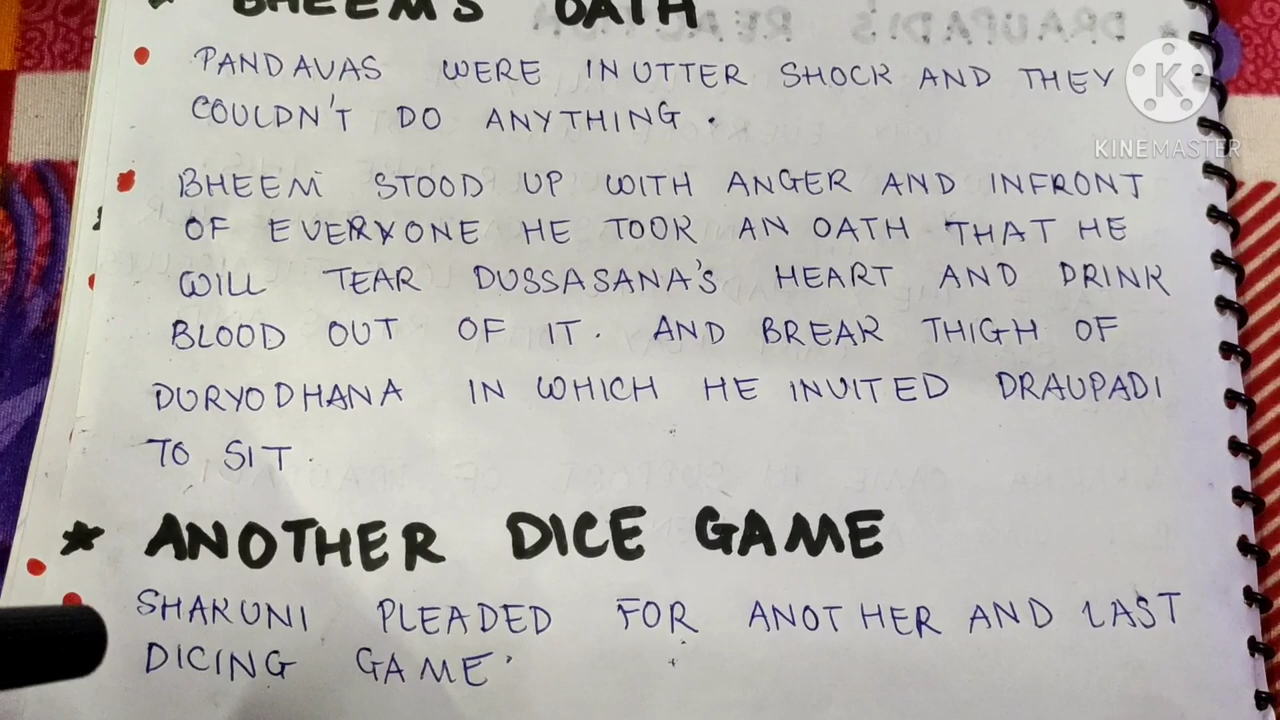 ★ BHEEM'S OATH
• PANDAVAS WERE IN UTTER SHOCK AND THEY
COULDN'T DO ANYTHING.
• BHEEM STOOD UP WITH ANGER AND INFRONT
OF EVERYONE HE TOOK AN OATH THAT HE
WILL TEAR DUSSASANA'S HEART AND DRINK
BLOOD OUT OF IT. AND BREAK THIGH OF
DURYODHANA IN WHICH HE INVITED DRAUPADI
TO SIT.
★ ANOTHER DICE GAME
• SHAKUNI PLEADED FOR ANOTHER AND LAST
DICING GAME.
K
KINEMASTER